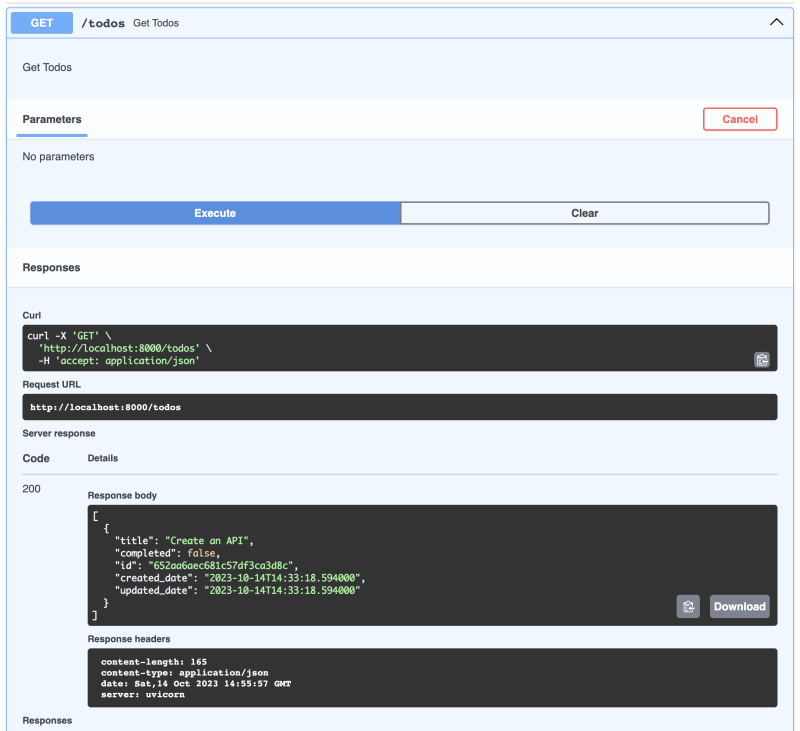 GET /todos Get Todos
Get Todos
Parameters
Cancel
No parameters
Execute
Clear
Responses
Curl
curl -X 'GET' \
  'http://localhost:8000/todos' \
  -H 'accept: application/json'
Request URL
http://localhost:8000/todos
Server response
Code Details
200
Response body
[
  {
    "title": "Create an API",
    "completed": false,
    "id": "652aa6aec681c57df3ca3d8c",
    "created_date": "2023-10-14T14:33:18.594000",
    "updated_date": "2023-10-14T14:33:18.594000"
  }
]
Download
Response headers
content-length: 165
content-type: application/json
date: Sat,14 Oct 2023 14:55:57 GMT
server: uvicorn
Responses